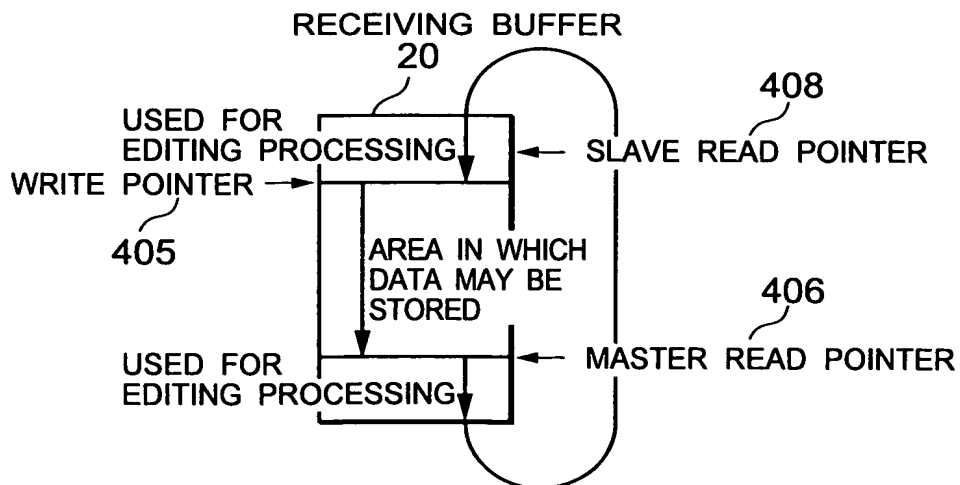 RECEIVING BUFFER
20
408
USED FOR
EDITING PROCESSING
SLAVE READ POINTER
WRITE POINTER
405
AREA IN WHICH
DATA MAY BE
STORED
406
USED FOR
EDITING PROCESSING
MASTER READ POINTER